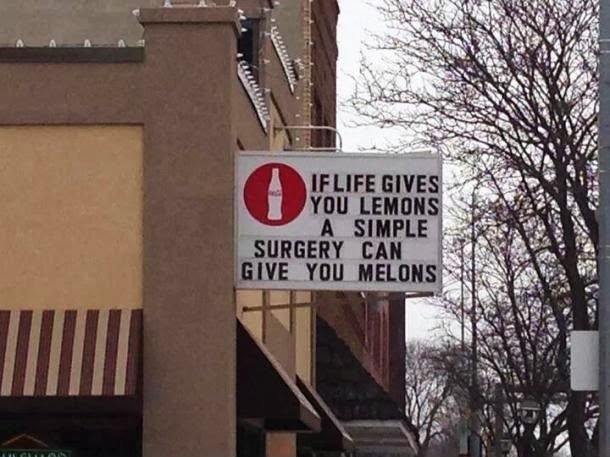 IF LIFE GIVES
YOU LEMONS
A SIMPLE
SURGERY CAN
GIVE YOU MELONS